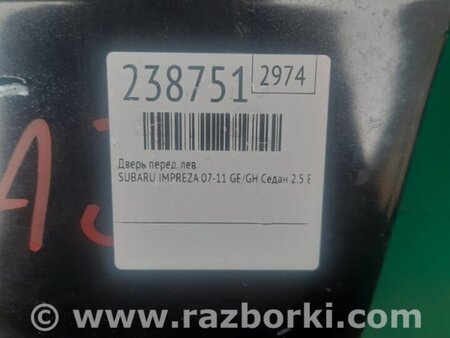 238751
2974
Дверь перед. лев.
SUBARU IMPREZA 07-11 GE/GH Седан 2.5 Е
© www.razborki.com